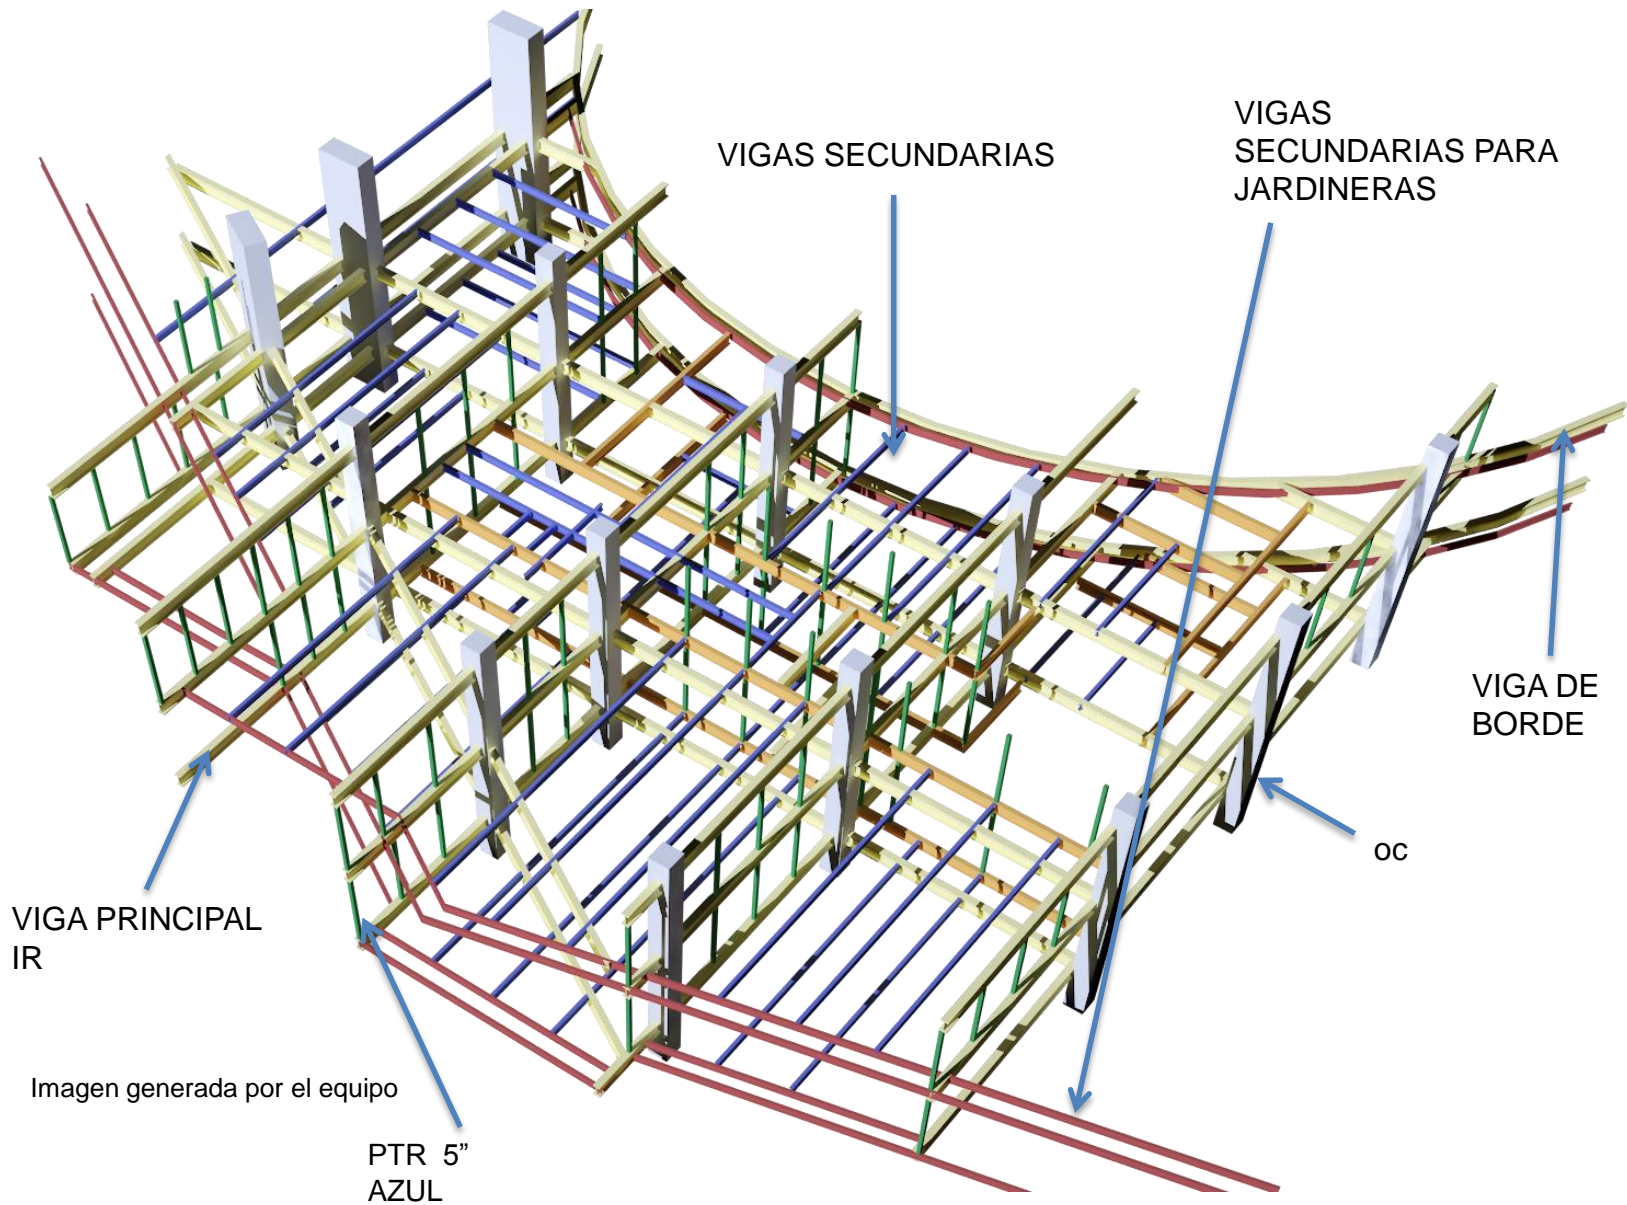 VIGAS SECUNDARIAS
VIGAS
SECUNDARIAS PARA
JARDINERAS
VIGA DE
BORDE
oc
VIGA PRINCIPAL
IR
Imagen generada por el equipo
PTR 5”
AZUL